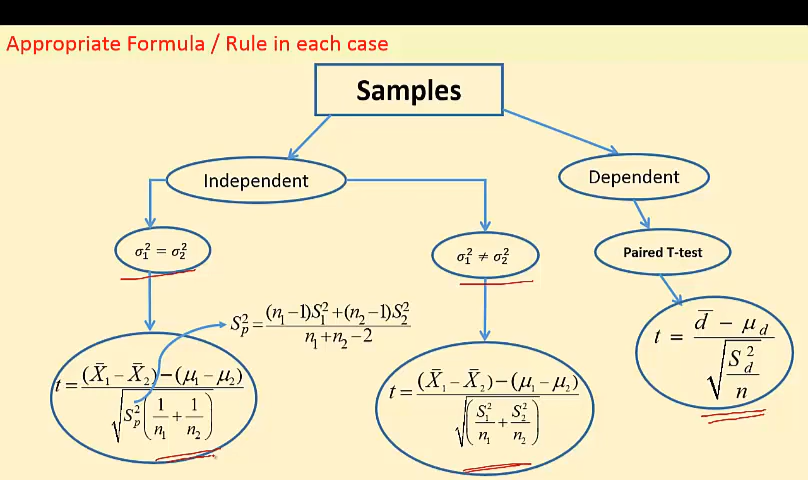 Appropriate Formula / Rule in each case
Samples
Independent
Dependent
σ₁² = σ₂²
σ₁² ≠ σ₂²
Paired T-test
S_p² = ((n₁−1)S₁² + (n₂−1)S₂²) / (n₁+n₂−2)
t = ((X̄₁ − X̄₂) − (μ₁ − μ₂)) / √(S_p² (1/n₁ + 1/n₂))
t = ((X̄₁ − X̄₂) − (μ₁ − μ₂)) / √(S₁²/n₁ + S₂²/n₂)
t = (d̄ − μ_d) / √(S_d²/n)